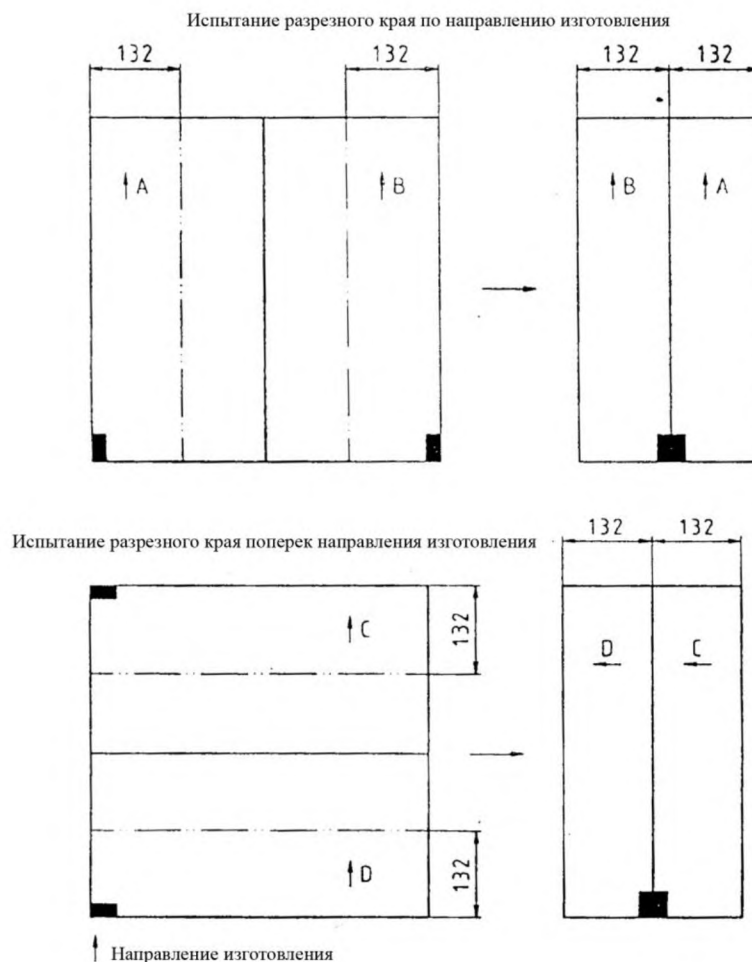 Испытание разрезного края по направлению изготовления
132 132 132 132
A B B A
Испытание разрезного края поперек направления изготовления
132 132
C 132 D C
D 132
Направление изготовления